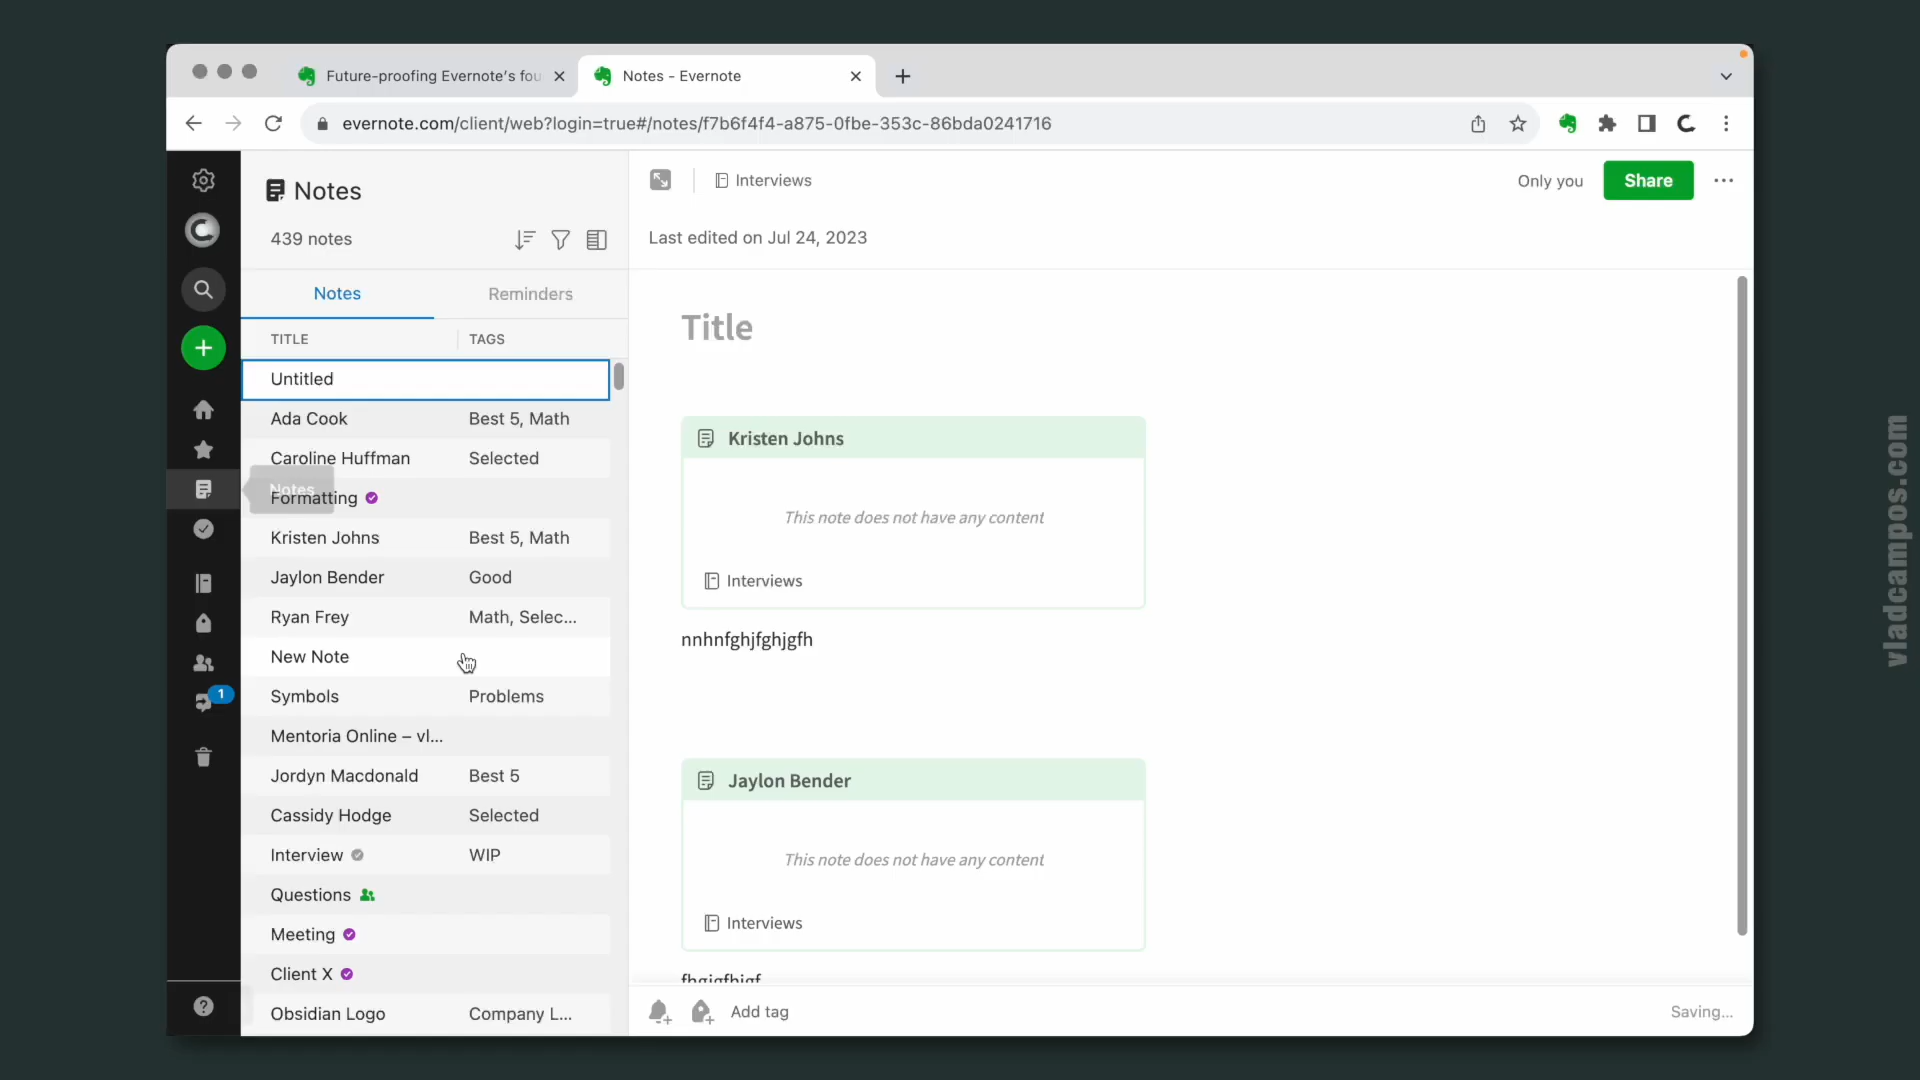 Future-proofing Evernote's fou
Notes - Evernote
evernote.com/client/web?login=true#/notes/f7b6f4f4-a875-0fbe-353c-86bda0241716
Notes
439 notes
Notes
Reminders
TITLE
TAGS
Untitled
Ada Cook
Best 5, Math
Caroline Huffman
Selected
Notes
Formatting
Kristen Johns
Best 5, Math
Jaylon Bender
Good
Ryan Frey
Math, Selec...
New Note
Symbols
Problems
1
Mentoria Online – vl...
Jordyn Macdonald
Best 5
Cassidy Hodge
Selected
Interview
WIP
Questions
Meeting
Client X
Obsidian Logo
Company L...
Interviews
Only you
Share
Last edited on Jul 24, 2023
Title
Kristen Johns
This note does not have any content
Interviews
nnhnfghjfghjgfh
Jaylon Bender
This note does not have any content
Interviews
Add tag
Saving...
vladcampos.com